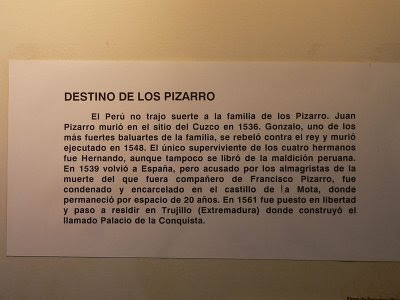 DESTINO DE LOS PIZARRO
El Perú no trajo suerte a la familia de los Pizarro. Juan
Pizarro murió en el sitio del Cuzco en 1536. Gonzalo, uno de los
más fuertes baluartes de la familia, se rebeló contra el rey y murió
ejecutado en 1548. El único superviviente de los cuatro hermanos
fue Hernando, aunque tampoco se libró de la maldición peruana.
En 1539 volvió a España, pero acusado por los almagristas de la
muerte del que fuera compañero de Francisco Pizarro, fue
condenado y encarcelado en el castillo de la Mota, donde
permaneció por espacio de 20 años. En 1561 fue puesto en libertad
y paso a residir en Trujillo (Extremadura) donde construyó el
llamado Palacio de la Conquista.